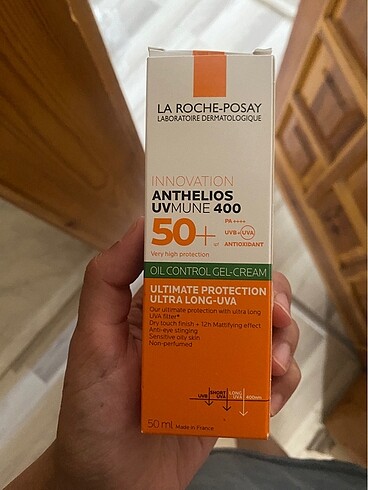 LA ROCHE-POSAY
LABORATOIRE DERMATOLOGIQUE
INNOVATION
ANTHELIOS
UVMUNE 400
50+
PA++++
UVB+UVA
ANTIOXIDANT
Very high protection
OIL CONTROL GEL-CREAM
ULTIMATE PROTECTION
ULTRA LONG-UVA
Our ultimate protection with ultra long
UVA filter*
Dry touch finish + 12h Mattifying effect
Anti-eye stinging
Sensitive oily skin
Non-perfumed
UVB SHORT UVA LONG UVA 400nm
50 ml Made in France